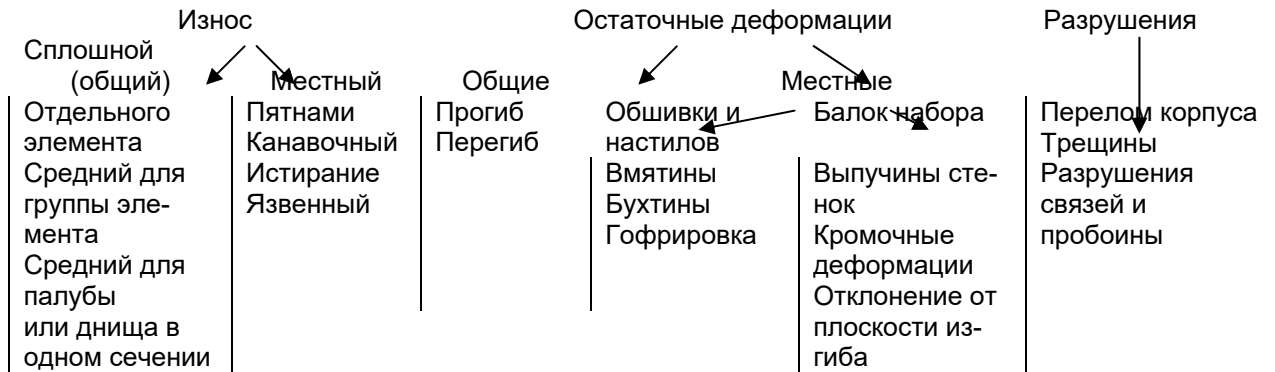 Износ
Остаточные деформации
Разрушения
Сплошной
(общий)
Местный
Общие
Местные
Отдельного
элемента
Средний для
группы эле-
мента
Средний для
палубы
или днища в
одном сечении
Пятнами
Канавочный
Истирание
Язвенный
Прогиб
Перегиб
Обшивки и
настилов
Вмятины
Бухтины
Гофрировка
Балок набора
Выпучины сте-
нок
Кромочные
деформации
Отклонение от
плоскости из-
гиба
Перелом корпуса
Трещины
Разрушения
связей и
пробоины